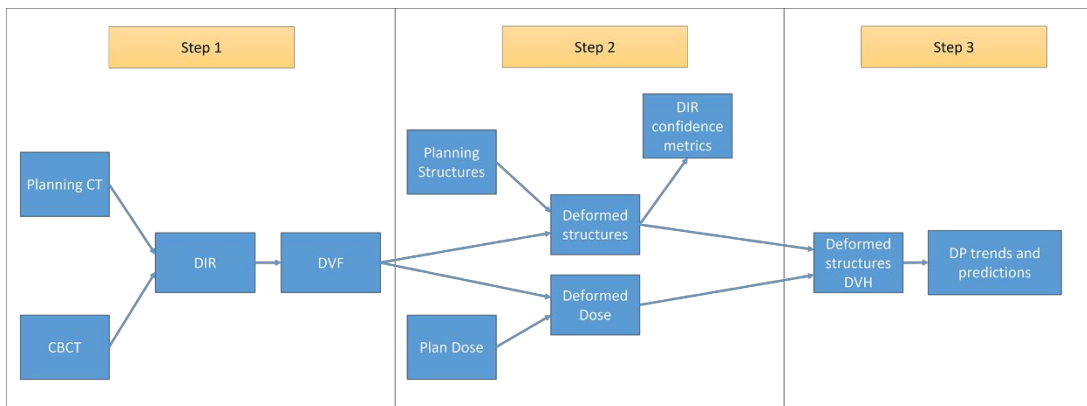 Step 1
Planning CT
CBCT
DIR
DVF
Step 2
Planning
Structures
Plan Dose
Deformed
structures
Deformed
Dose
DIR
confidence
metrics
Step 3
Deformed
structures
DVH
DP trends and
predictions